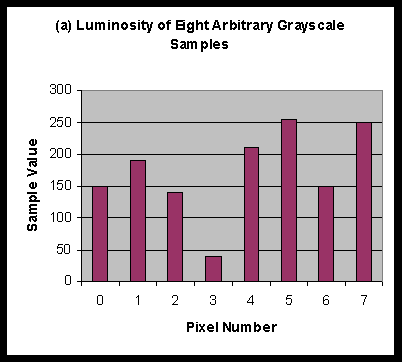 (a) Luminosity of Eight Arbitrary Grayscale
Samples
300
250
200
150
100
50
0
Sample Value
0 1 2 3 4 5 6 7
Pixel Number